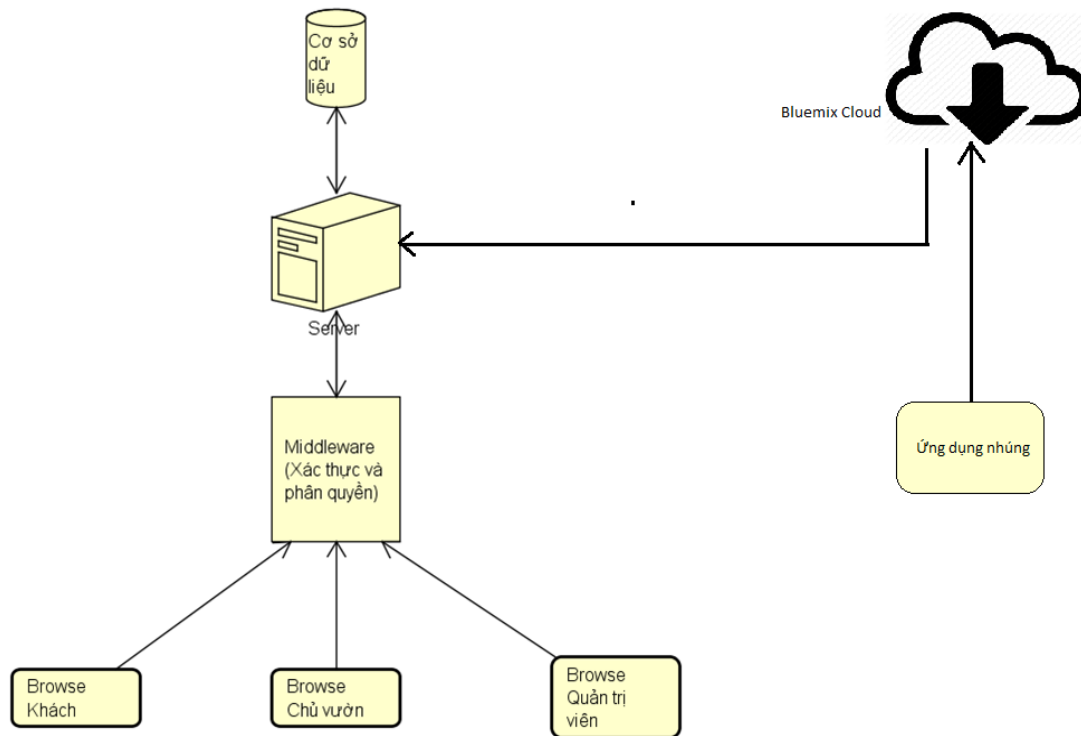 Cơ sở
dữ
liệu
Bluemix Cloud
Server
Middleware
(Xác thực và
phân quyền)
Ứng dụng nhúng
Browse
Khách
Browse
Chủ vườn
Browse
Quản trị
viên